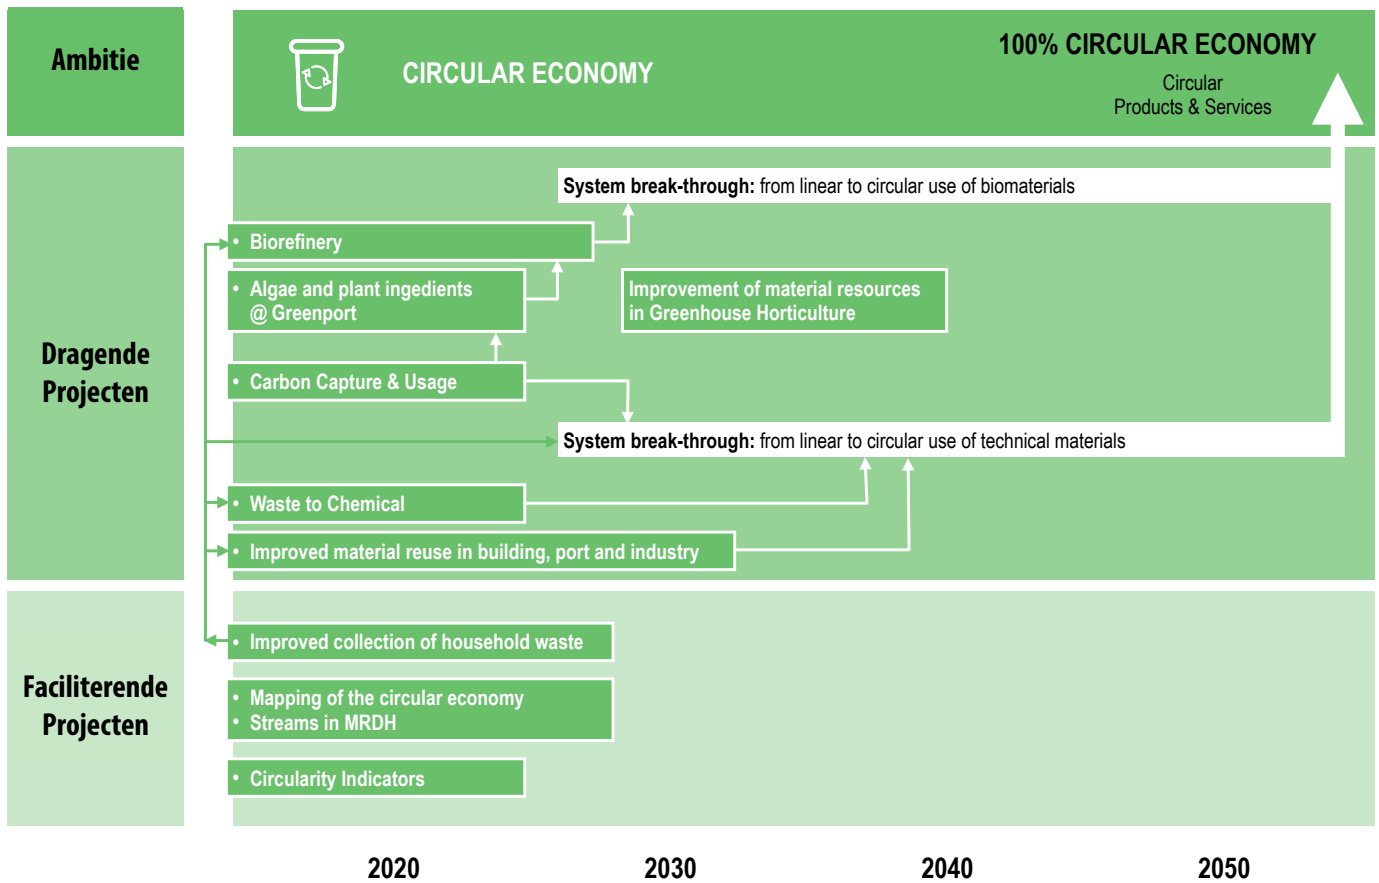 Ambitie
CIRCULAR ECONOMY
100% CIRCULAR ECONOMY
Circular
Products & Services
Dragende
Projecten
System break-through: from linear to circular use of biomaterials
• Biorefinery
• Algae and plant ingedients
@ Greenport
Improvement of material resources
in Greenhouse Horticulture
• Carbon Capture & Usage
System break-through: from linear to circular use of technical materials
• Waste to Chemical
• Improved material reuse in building, port and industry
Faciliterende
Projecten
• Improved collection of household waste
• Mapping of the circular economy
• Streams in MRDH
• Circularity Indicators
2020
2030
2040
2050